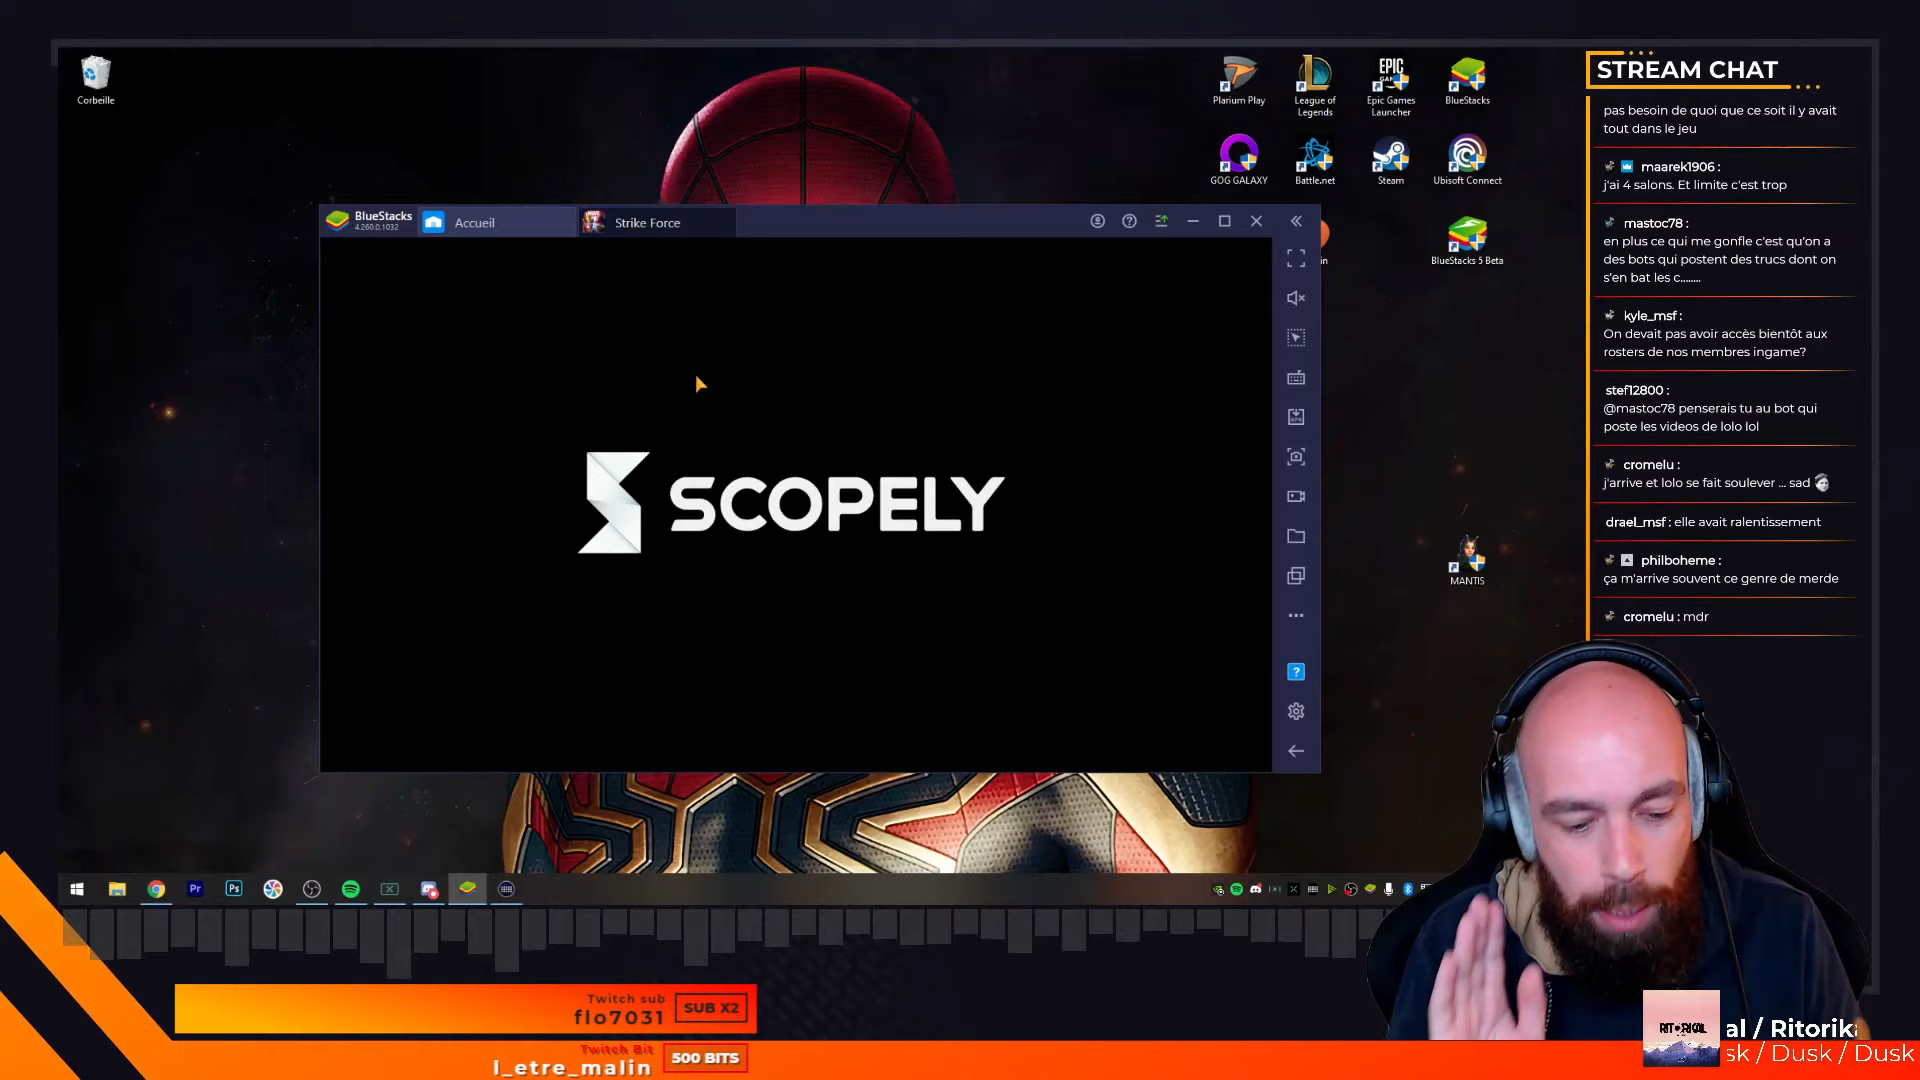 Corbeille
Plarium Play
League of
Legends
EPIC
Epic Games
Launcher
BlueStacks
GOG GALAXY
Battle.net
Steam
Ubisoft Connect
BlueStacks 5 Beta
MANTIS
BlueStacks
4.260.0.1032
Accueil
Strike Force
SCOPELY
STREAM CHAT
pas besoin de quoi que ce soit il y avait
tout dans le jeu
maarek1906 :
j'ai 4 salons. Et limite c'est trop
mastoc78 :
en plus ce qui me gonfle c'est qu'on a
des bots qui postent des trucs dont on
s'en bat les c........
kyle_msf :
On devait pas avoir accès bientôt aux
rosters de nos membres ingame?
stef12800 :
@mastoc78 penserais tu au bot qui
poste les videos de lolo lol
cromelu :
j'arrive et lolo se fait soulever ... sad
drael_msf : elle avait ralentissement
philboheme :
ça m'arrive souvent ce genre de merde
cromelu : mdr
Pr
Ps
Twitch sub
flo7031
SUB X2
Twitch Bit
l_etre_malin
500 BITS
al / Ritorik
sk / Dusk / Dusk